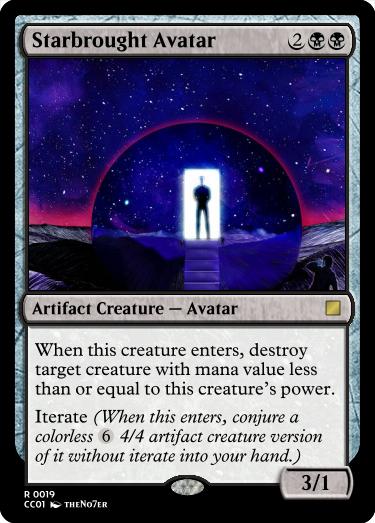 Starbrought Avatar 2
Artifact Creature — Avatar
When this creature enters, destroy
target creature with mana value less
than or equal to this creature's power.
Iterate (When this enters, conjure a
colorless 6 4/4 artifact creature version
of it without iterate into your hand.)
3/1
R 0019
CC01 THENO7ER